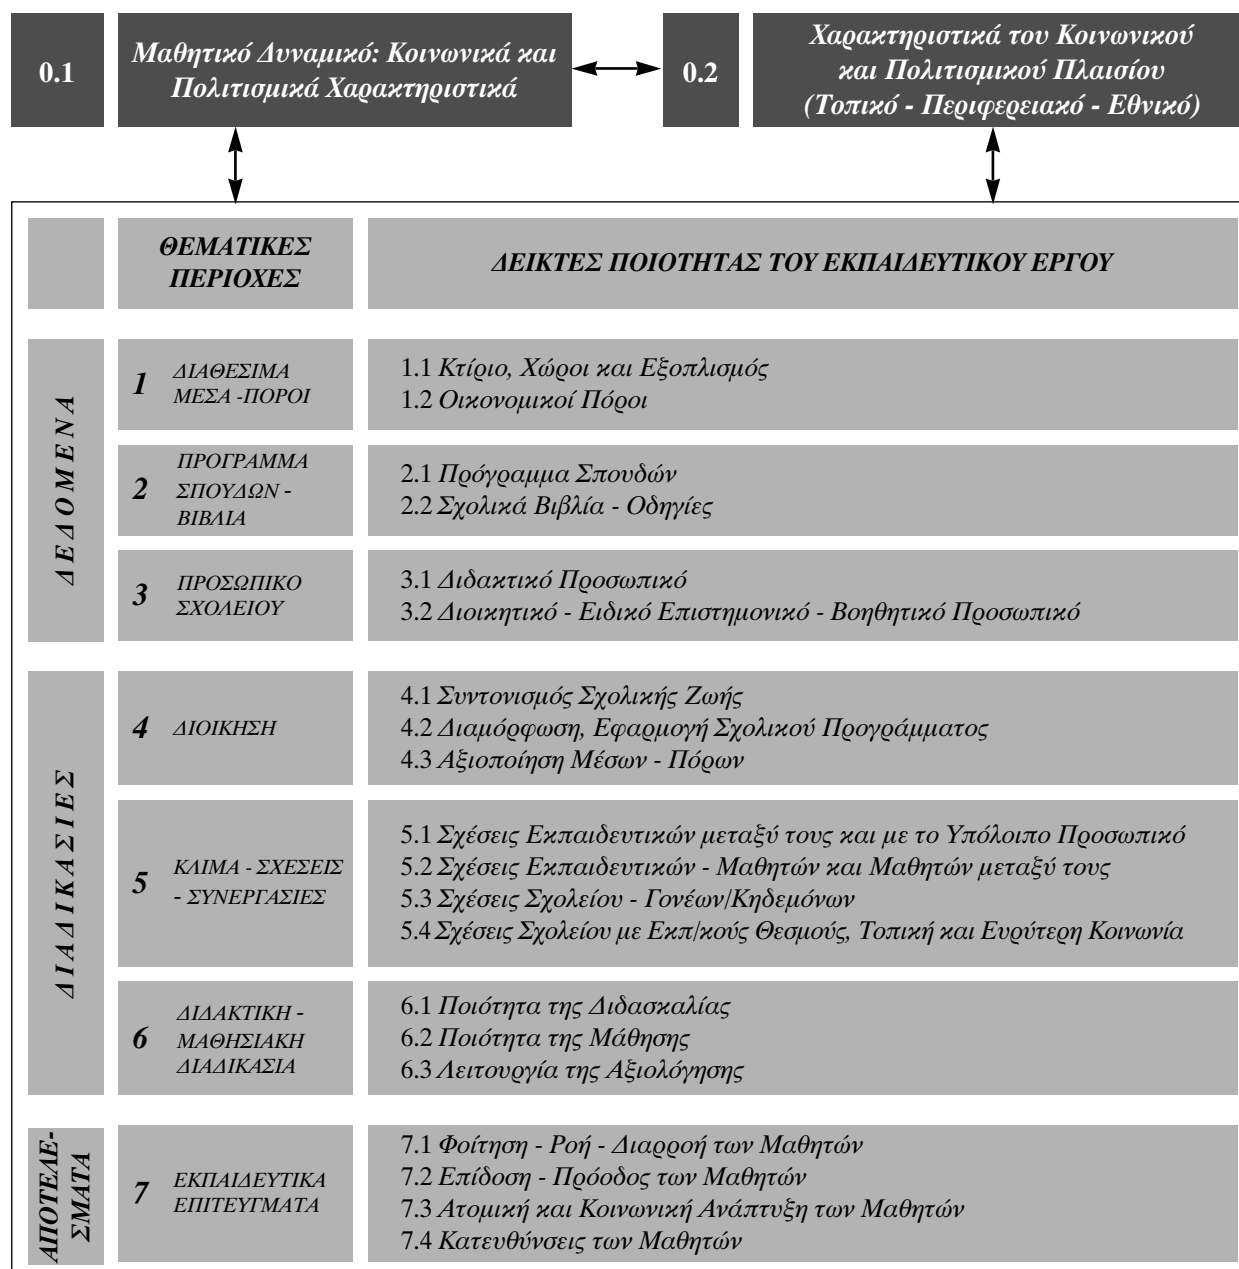 0.1
Μαθητικό Δυναμικό: Κοινωνικά και
Πολιτισμικά Χαρακτηριστικά
0.2
Χαρακτηριστικά του Κοινωνικού
και Πολιτισμικού Πλαισίου
(Τοπικό - Περιφερειακό - Εθνικό)
ΘΕΜΑΤΙΚΕΣ
ΠΕΡΙΟΧΕΣ
ΔΕΙΚΤΕΣ ΠΟΙΟΤΗΤΑΣ ΤΟΥ ΕΚΠΑΙΔΕΥΤΙΚΟΥ ΕΡΓΟΥ
ΔΕΔΟΜΕΝΑ
1
ΔΙΑΘΕΣΙΜΑ
ΜΕΣΑ -ΠΟΡΟΙ
1.1 Κτίριο, Χώροι και Εξοπλισμός
1.2 Οικονομικοί Πόροι
2
ΠΡΟΓΡΑΜΜΑ
ΣΠΟΥΔΩΝ -
ΒΙΒΛΙΑ
2.1 Πρόγραμμα Σπουδών
2.2 Σχολικά Βιβλία - Οδηγίες
3
ΠΡΟΣΩΠΙΚΟ
ΣΧΟΛΕΙΟΥ
3.1 Διδακτικό Προσωπικό
3.2 Διοικητικό - Ειδικό Επιστημονικό - Βοηθητικό Προσωπικό
ΔΙΑΔΙΚΑΣΙΕΣ
4
ΔΙΟΙΚΗΣΗ
4.1 Συντονισμός Σχολικής Ζωής
4.2 Διαμόρφωση, Εφαρμογή Σχολικού Προγράμματος
4.3 Αξιοποίηση Μέσων - Πόρων
5
ΚΛΙΜΑ - ΣΧΕΣΕΙΣ
- ΣΥΝΕΡΓΑΣΙΕΣ
5.1 Σχέσεις Εκπαιδευτικών μεταξύ τους και με το Υπόλοιπο Προσωπικό
5.2 Σχέσεις Εκπαιδευτικών - Μαθητών και Μαθητών μεταξύ τους
5.3 Σχέσεις Σχολείου - Γονέων/Κηδεμόνων
5.4 Σχέσεις Σχολείου με Εκπ/κούς Θεσμούς, Τοπική και Ευρύτερη Κοινωνία
6
ΔΙΔΑΚΤΙΚΗ -
ΜΑΘΗΣΙΑΚΗ
ΔΙΑΔΙΚΑΣΙΑ
6.1 Ποιότητα της Διδασκαλίας
6.2 Ποιότητα της Μάθησης
6.3 Λειτουργία της Αξιολόγησης
ΑΠΟΤΕΛΕ-
ΣΜΑΤΑ
7
ΕΚΠΑΙΔΕΥΤΙΚΑ
ΕΠΙΤΕΥΓΜΑΤΑ
7.1 Φοίτηση - Ροή - Διαρροή των Μαθητών
7.2 Επίδοση - Πρόοδος των Μαθητών
7.3 Ατομική και Κοινωνική Ανάπτυξη των Μαθητών
7.4 Κατευθύνσεις των Μαθητών